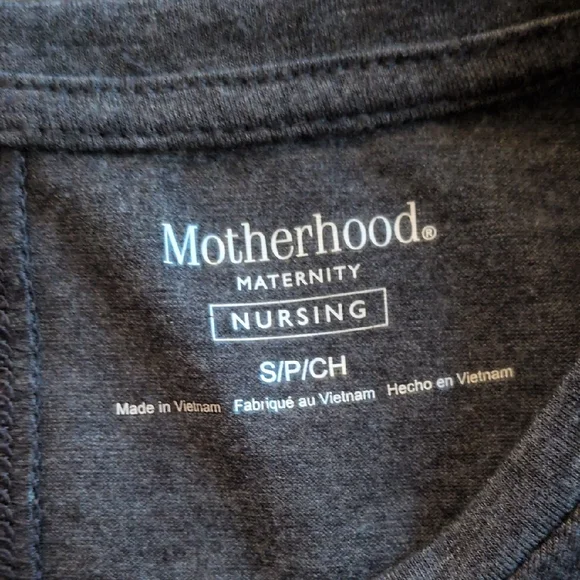 Motherhood®
MATERNITY
NURSING
S/P/CH
Made in Vietnam Fabriqué au Vietnam Hecho en Vietnam